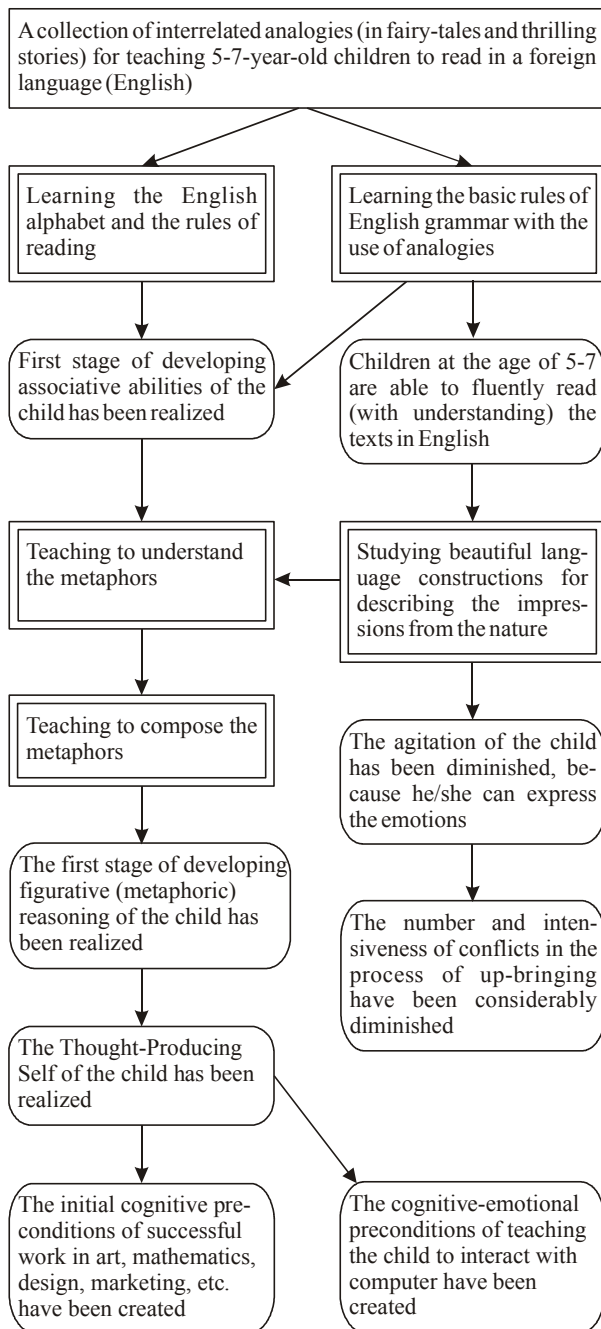 A collection of interrelated analogies (in fairy-tales and thrilling
stories) for teaching 5-7-year-old children to read in a foreign
language (English)
Learning the English
alphabet and the rules of
reading
Learning the basic rules of
English grammar with the
use of analogies
First stage of developing
associative abilities of the
child has been realized
Children at the age of 5-7
are able to fluently read
(with understanding) the
texts in English
Teaching to understand
the metaphors
Studying beautiful lan-
guage constructions for
describing the impres-
sions from the nature
Teaching to compose the
metaphors
The agitation of the child
has been diminished, be-
cause he/she can express
the emotions
The first stage of developing
figurative (metaphoric)
reasoning of the child has
been realized
The number and inten-
siveness of conflicts in the
process of up-bringing
have been considerably
diminished
The Thought-Producing
Self of the child has been
realized
The initial cognitive pre-
conditions of successful
work in art, mathematics,
design, marketing, etc.
have been created
The cognitive-emotional
preconditions of teaching
the child to interact with
computer have been
created